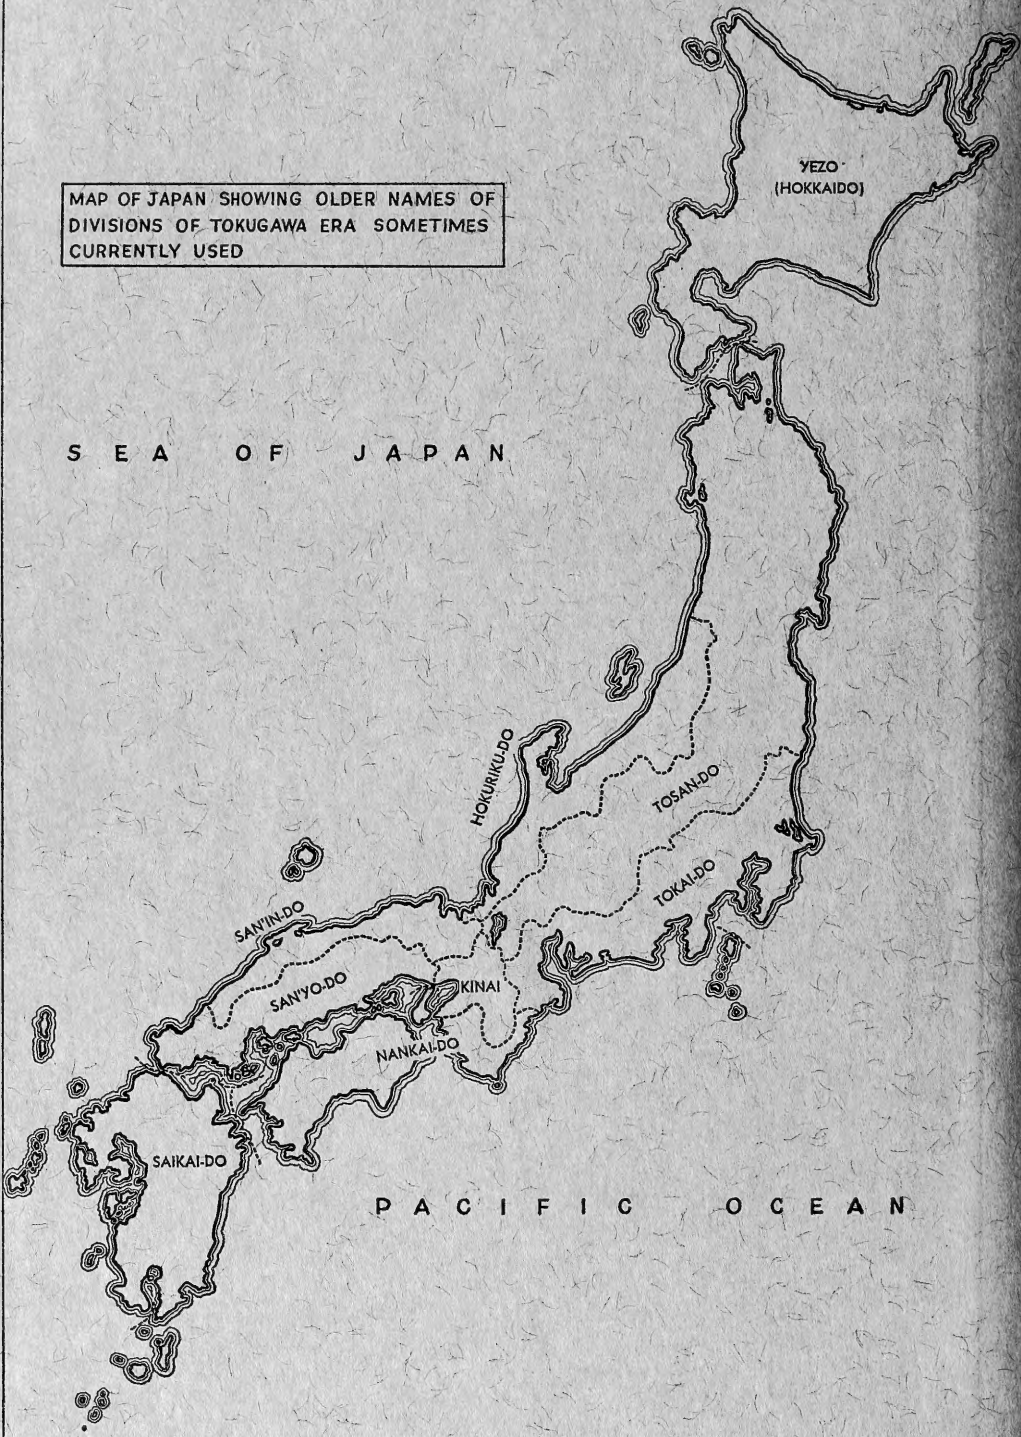 YEZO
(HOKKAIDO)
MAP OF JAPAN SHOWING OLDER NAMES OF
DIVISIONS OF TOKUGAWA ERA SOMETIMES
CURRENTLY USED
SEA OF JAPAN
HOKURIKU-DO
TOSAN-DO
TOKAI-DO
SAN'IN-DO
SAN'YO-DO
KINAI
NANKAI-DO
SAIKAI-DO
PACIFIC OCEAN